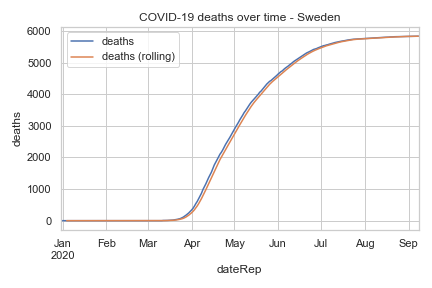 COVID-19 deaths over time - Sweden
deaths
deaths (rolling)
6000
5000
4000
3000
2000
1000
0
deaths
Jan Feb Mar Apr May Jun Jul Aug Sep
2020
dateRep